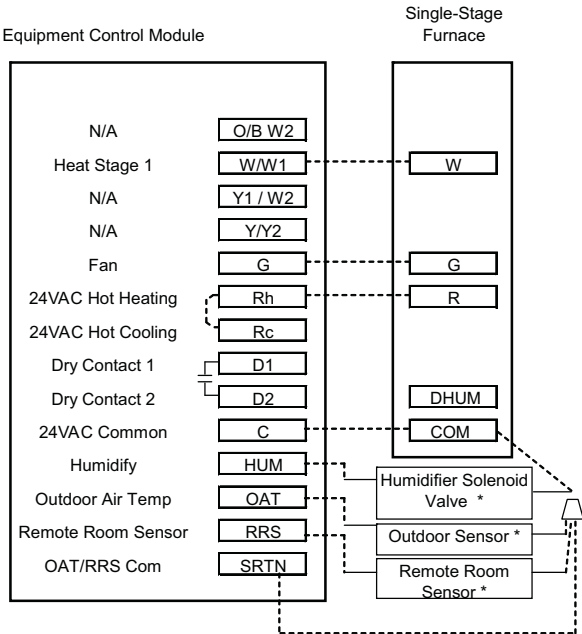 Single-Stage
Furnace
Equipment Control Module
N/A O/B W2
Heat Stage 1 W/W1 W
N/A Y1 / W2
N/A Y/Y2
Fan G G
24VAC Hot Heating Rh R
24VAC Hot Cooling Rc
Dry Contact 1 D1
Dry Contact 2 D2 DHUM
24VAC Common C COM
Humidify HUM
Humidifier Solenoid
Valve *
Outdoor Air Temp OAT
Remote Room Sensor RRS
Outdoor Sensor *
OAT/RRS Com SRTN
Remote Room
Sensor *